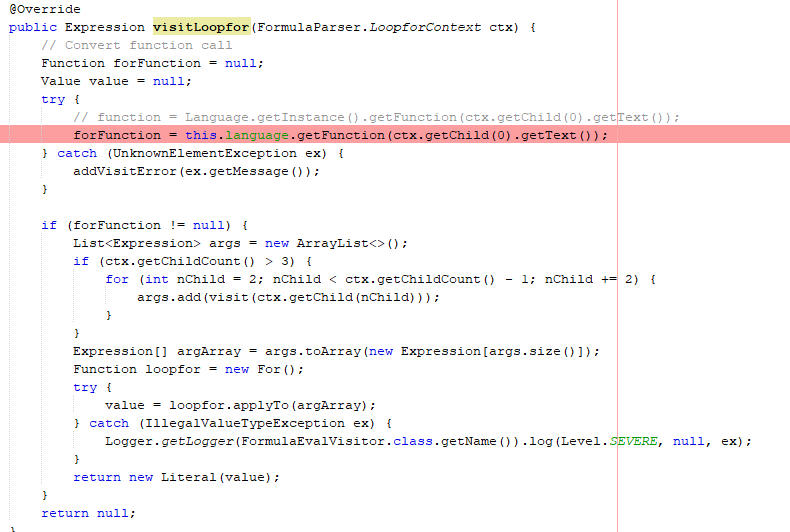 @Override
public Expression visitLoopfor(FormulaParser.LoopforContext ctx) {
// Convert function call
Function forFunction = null;
Value value = null;
try {
// function = Language.getInstance().getFunction(ctx.getChild(0).getText());
forFunction = this.language.getFunction(ctx.getChild(0).getText());
} catch (UnknownElementException ex) {
addVisitError(ex.getMessage());
}
if (forFunction != null) {
List<Expression> args = new ArrayList<>();
if (ctx.getChildCount() > 3) {
for (int nChild = 2; nChild < ctx.getChildCount() - 1; nChild += 2) {
args.add(visit(ctx.getChild(nChild)));
}
}
Expression[] argArray = args.toArray(new Expression[args.size()]);
Function loopfor = new For();
try {
value = loopfor.applyTo(argArray);
} catch (IllegalValueTypeException ex) {
Logger.getLogger(FormulaEvalVisitor.class.getName()).log(Level.SEVERE, null, ex);
}
return new Literal(value);
}
return null;
}